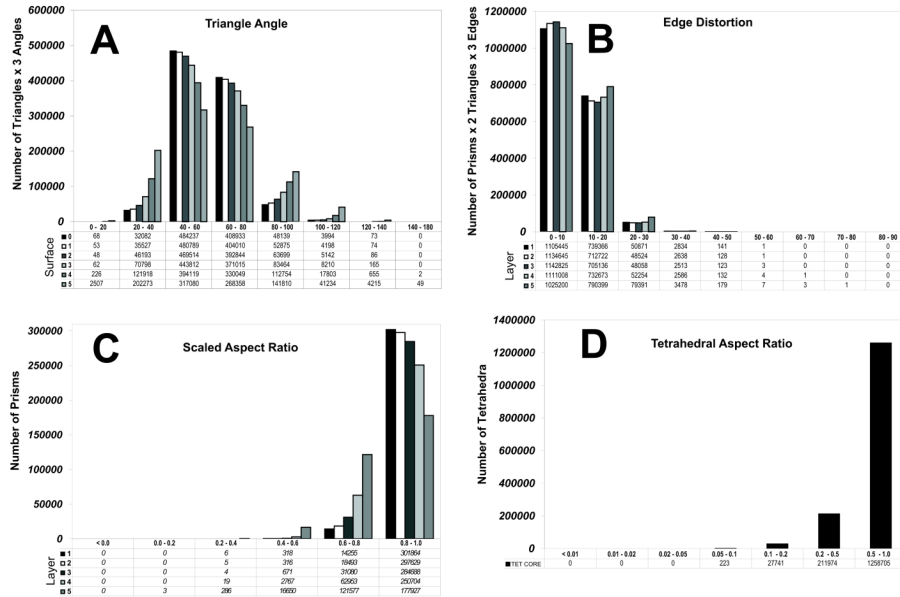 A
Triangle Angle
Number of Triangles x 3 Angles
600000
500000
400000
300000
200000
100000
0
0 - 20 20 - 40 40 - 60 60 - 80 80 - 100 100 - 120 120 - 140 140 - 180
Surface
0 68 32082 484237 408933 48139 3994 73 0
1 53 35527 480789 404010 52875 4198 74 0
2 48 46193 469514 392844 63699 5142 86 0
3 62 70798 443812 371015 83464 8210 165 0
4 226 121918 394119 330049 112754 17803 655 2
5 2507 202273 317080 268358 141810 41234 4215 49
B
Edge Distortion
Number of Prisms x 2 Triangles x 3 Edges
1200000
1000000
800000
600000
400000
200000
0
0 - 10 10 - 20 20 - 30 30 - 40 40 - 50 50 - 60 60 - 70 70 - 80 80 - 90
Layer
1 1105445 739366 50871 2834 141 1 0 0 0
2 1134645 712722 48524 2638 128 1 0 0 0
3 1142825 705136 48058 2513 123 3 0 0 0
4 1111008 732673 52254 2586 132 4 1 0 0
5 1025200 790399 79391 3478 179 7 3 1 0
C
Scaled Aspect Ratio
Number of Prisms
300000
250000
200000
150000
100000
50000
0
< 0.0 0.0 - 0.2 0.2 - 0.4 0.4 - 0.6 0.6 - 0.8 0.8 - 1.0
Layer
1 0 0 6 318 14255 301864
2 0 0 5 316 18493 297629
3 0 0 4 671 31080 284688
4 0 0 19 2767 62953 250704
5 0 3 286 16650 121577 177927
D
Tetrahedral Aspect Ratio
Number of Tetrahedra
1400000
1200000
1000000
800000
600000
400000
200000
0
< 0.01 0.01 - 0.02 0.02 - 0.05 0.05 - 0.1 0.1 - 0.2 0.2 - 0.5 0.5 - 1.0
TET CORE 0 0 0 223 27741 211974 1258705